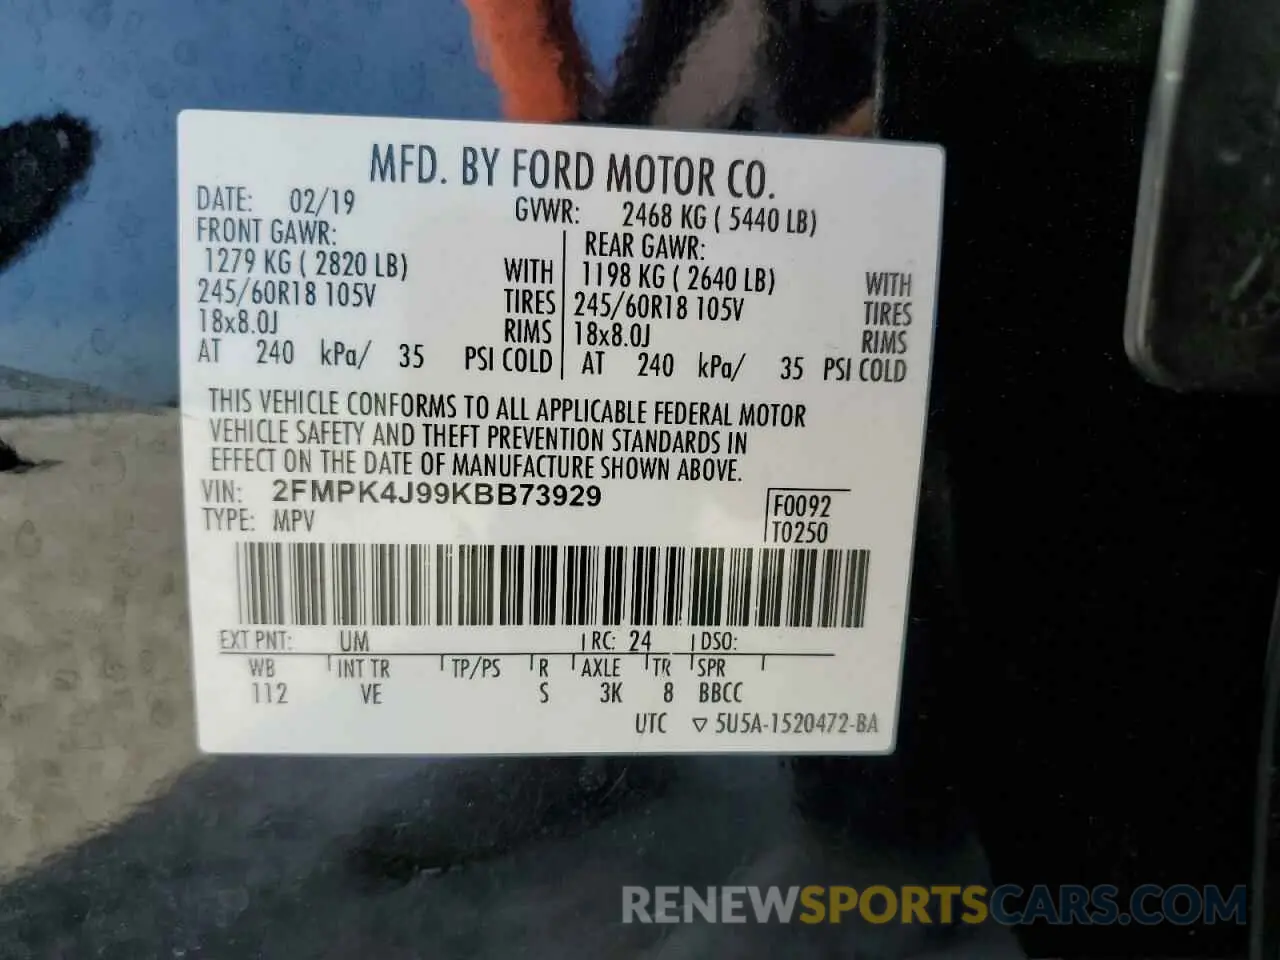 MFD. BY FORD MOTOR CO.
DATE: 02/19 GVWR: 2468 KG ( 5440 LB)
FRONT GAWR: REAR GAWR:
1279 KG ( 2820 LB) WITH 1198 KG ( 2640 LB) WITH
245/60R18 105V TIRES 245/60R18 105V TIRES
18x8.0J RIMS 18x8.0J RIMS
AT 240 kPa/ 35 PSI COLD AT 240 kPa/ 35 PSI COLD
THIS VEHICLE CONFORMS TO ALL APPLICABLE FEDERAL MOTOR
VEHICLE SAFETY AND THEFT PREVENTION STANDARDS IN
EFFECT ON THE DATE OF MANUFACTURE SHOWN ABOVE.
VIN: 2FMPK4J99KBB73929 F0092
TYPE: MPV T0250
EXT PNT: UM RC: 24 DSO:
WB INT TR TP/PS R AXLE TR SPR
112 VE S 3K 8 BBCC
UTC ▽ 5U5A-1520472-BA
RENEWSPORTSCARS.COM